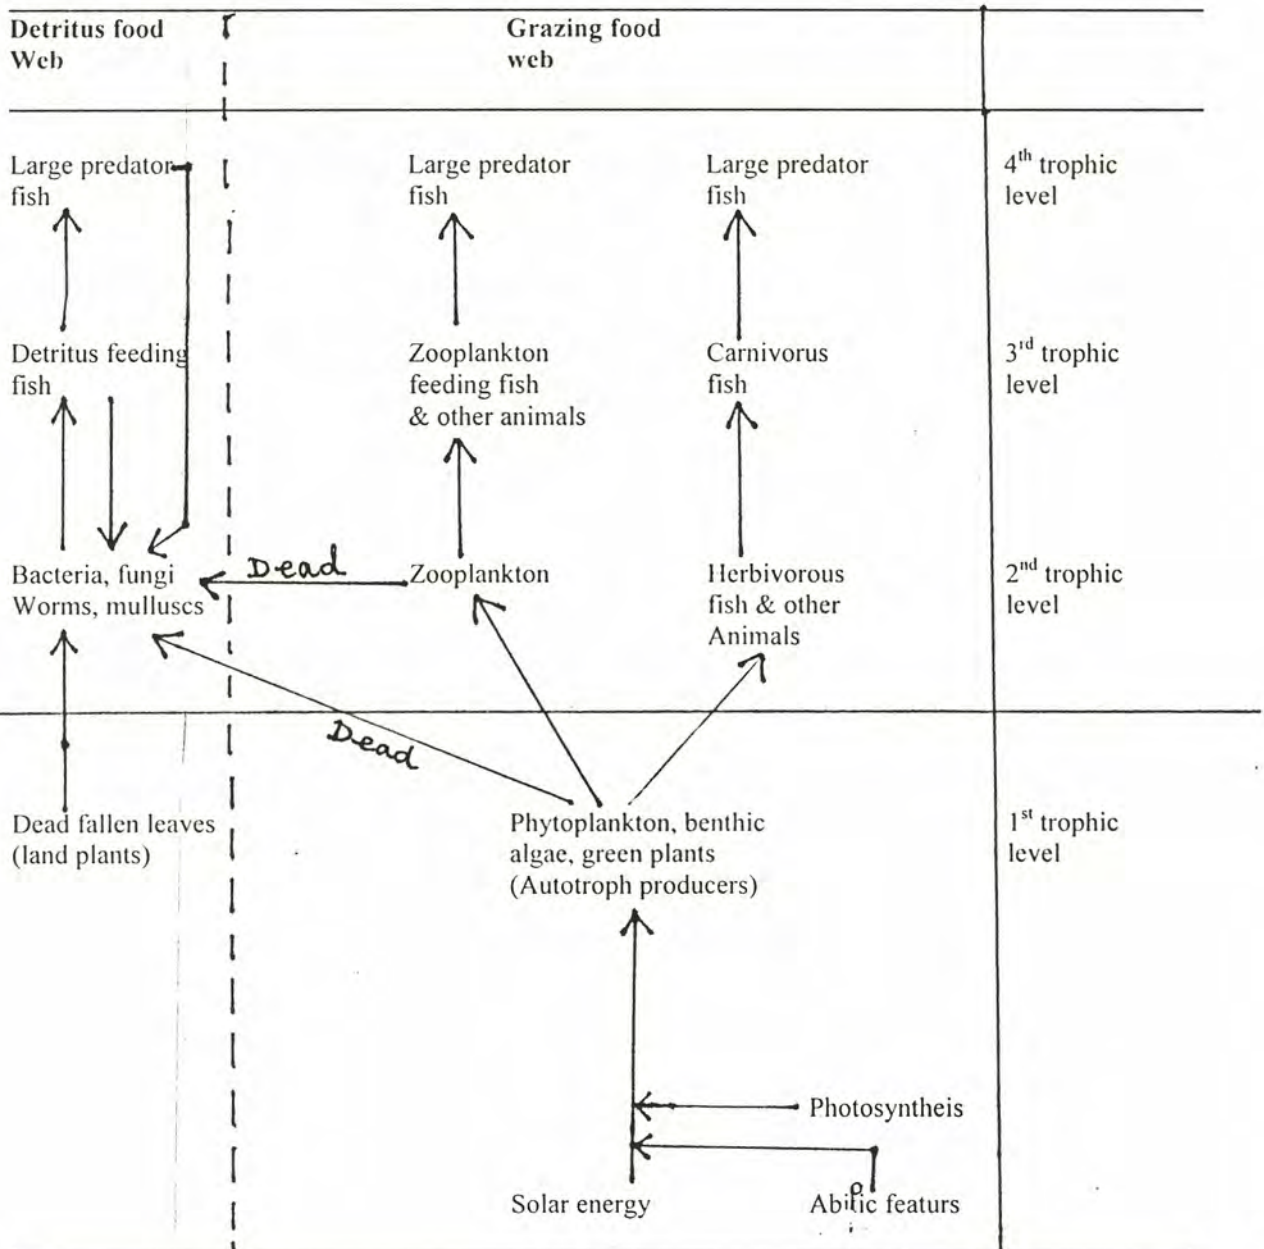 Detritus food
Web
Grazing food
web
Large predator
fish
Large predator
fish
Large predator
fish
4th trophic
level
Detritus feeding
fish
Zooplankton
feeding fish
& other animals
Carnivorus
fish
3rd trophic
level
Bacteria, fungi
Worms, mulluscs
Dead
Zooplankton
Herbivorous
fish & other
Animals
2nd trophic
level
Dead
Dead fallen leaves
(land plants)
Phytoplankton, benthic
algae, green plants
(Autotroph producers)
1st trophic
level
Photosyntheis
Solar energy
Abiotic featurs